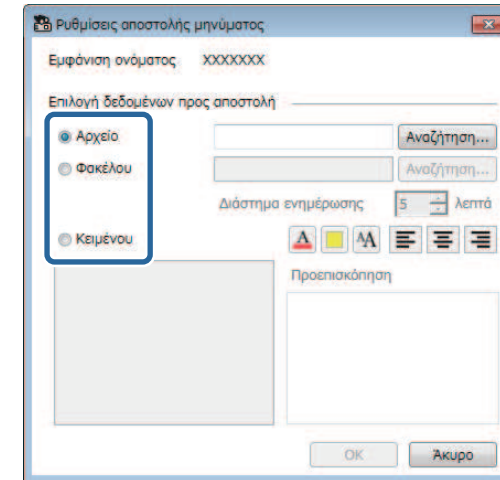 Ρυθμίσεις αποστολής μηνύματος
Εμφάνιση ονόματος XXXXXXX
Επιλογή δεδομένων προς αποστολή
Αρχείο Αναζήτηση...
Φακέλου Αναζήτηση...
Διάστημα ενημέρωσης 5 λεπτά
Κειμένου A AA
Προεπισκόπηση
OK Άκυρο